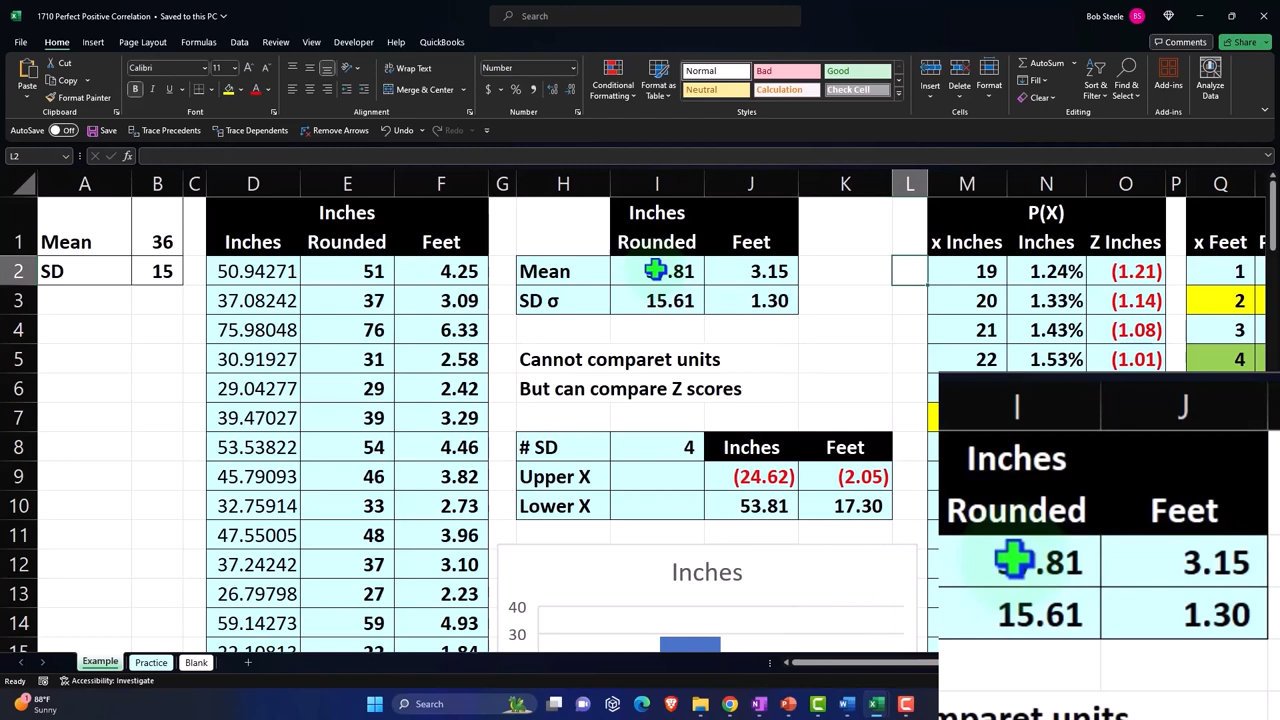 1710 Perfect Positive Correlation • Saved to this PC
Search
Bob Steele
BS
File
Home
Insert
Page Layout
Formulas
Data
Review
View
Developer
Help
QuickBooks
Comments
Share
Paste
Cut
Copy
Format Painter
Clipboard
Calibri
11
Font
Wrap Text
Merge & Center
Alignment
Number
Number
Conditional Formatting
Format as Table
Normal
Bad
Good
Neutral
Calculation
Check Cell
Styles
Insert
Delete
Format
Cells
AutoSum
Fill
Clear
Sort & Filter
Find & Select
Editing
Add-ins
Add-ins
Analyze Data
AutoSave Off Save Trace Precedents Trace Dependents Remove Arrows Undo Redo
L2
fx
A B C D E F G H I J K L M N O P Q
1 Mean 36 Inches Inches Rounded Feet Inches Rounded Feet x Inches P(X) Inches Z Inches x Feet
2 SD 15 50.94271 51 4.25 Mean .81 3.15 19 1.24% (1.21) 1
3 37.08242 37 3.09 SD σ 15.61 1.30 20 1.33% (1.14) 2
4 75.98048 76 6.33 21 1.43% (1.08) 3
5 30.91927 31 2.58 Cannot comparet units 22 1.53% (1.01) 4
6 29.04277 29 2.42 But can compare Z scores
7 39.47027 39 3.29
8 53.53822 54 4.46 # SD 4 Inches Feet
9 45.79093 46 3.82 Upper X (24.62) (2.05)
10 32.75914 33 2.73 Lower X 53.81 17.30
11 47.55005 48 3.96
12 37.24242 37 3.10 Inches
13 26.79798 27 2.23 40
14 59.14273 59 4.93 30
I J
Inches
Rounded Feet
.81 3.15
15.61 1.30
Example
Practice
Blank
Ready
Accessibility: Investigate
88°F
Sunny
Search